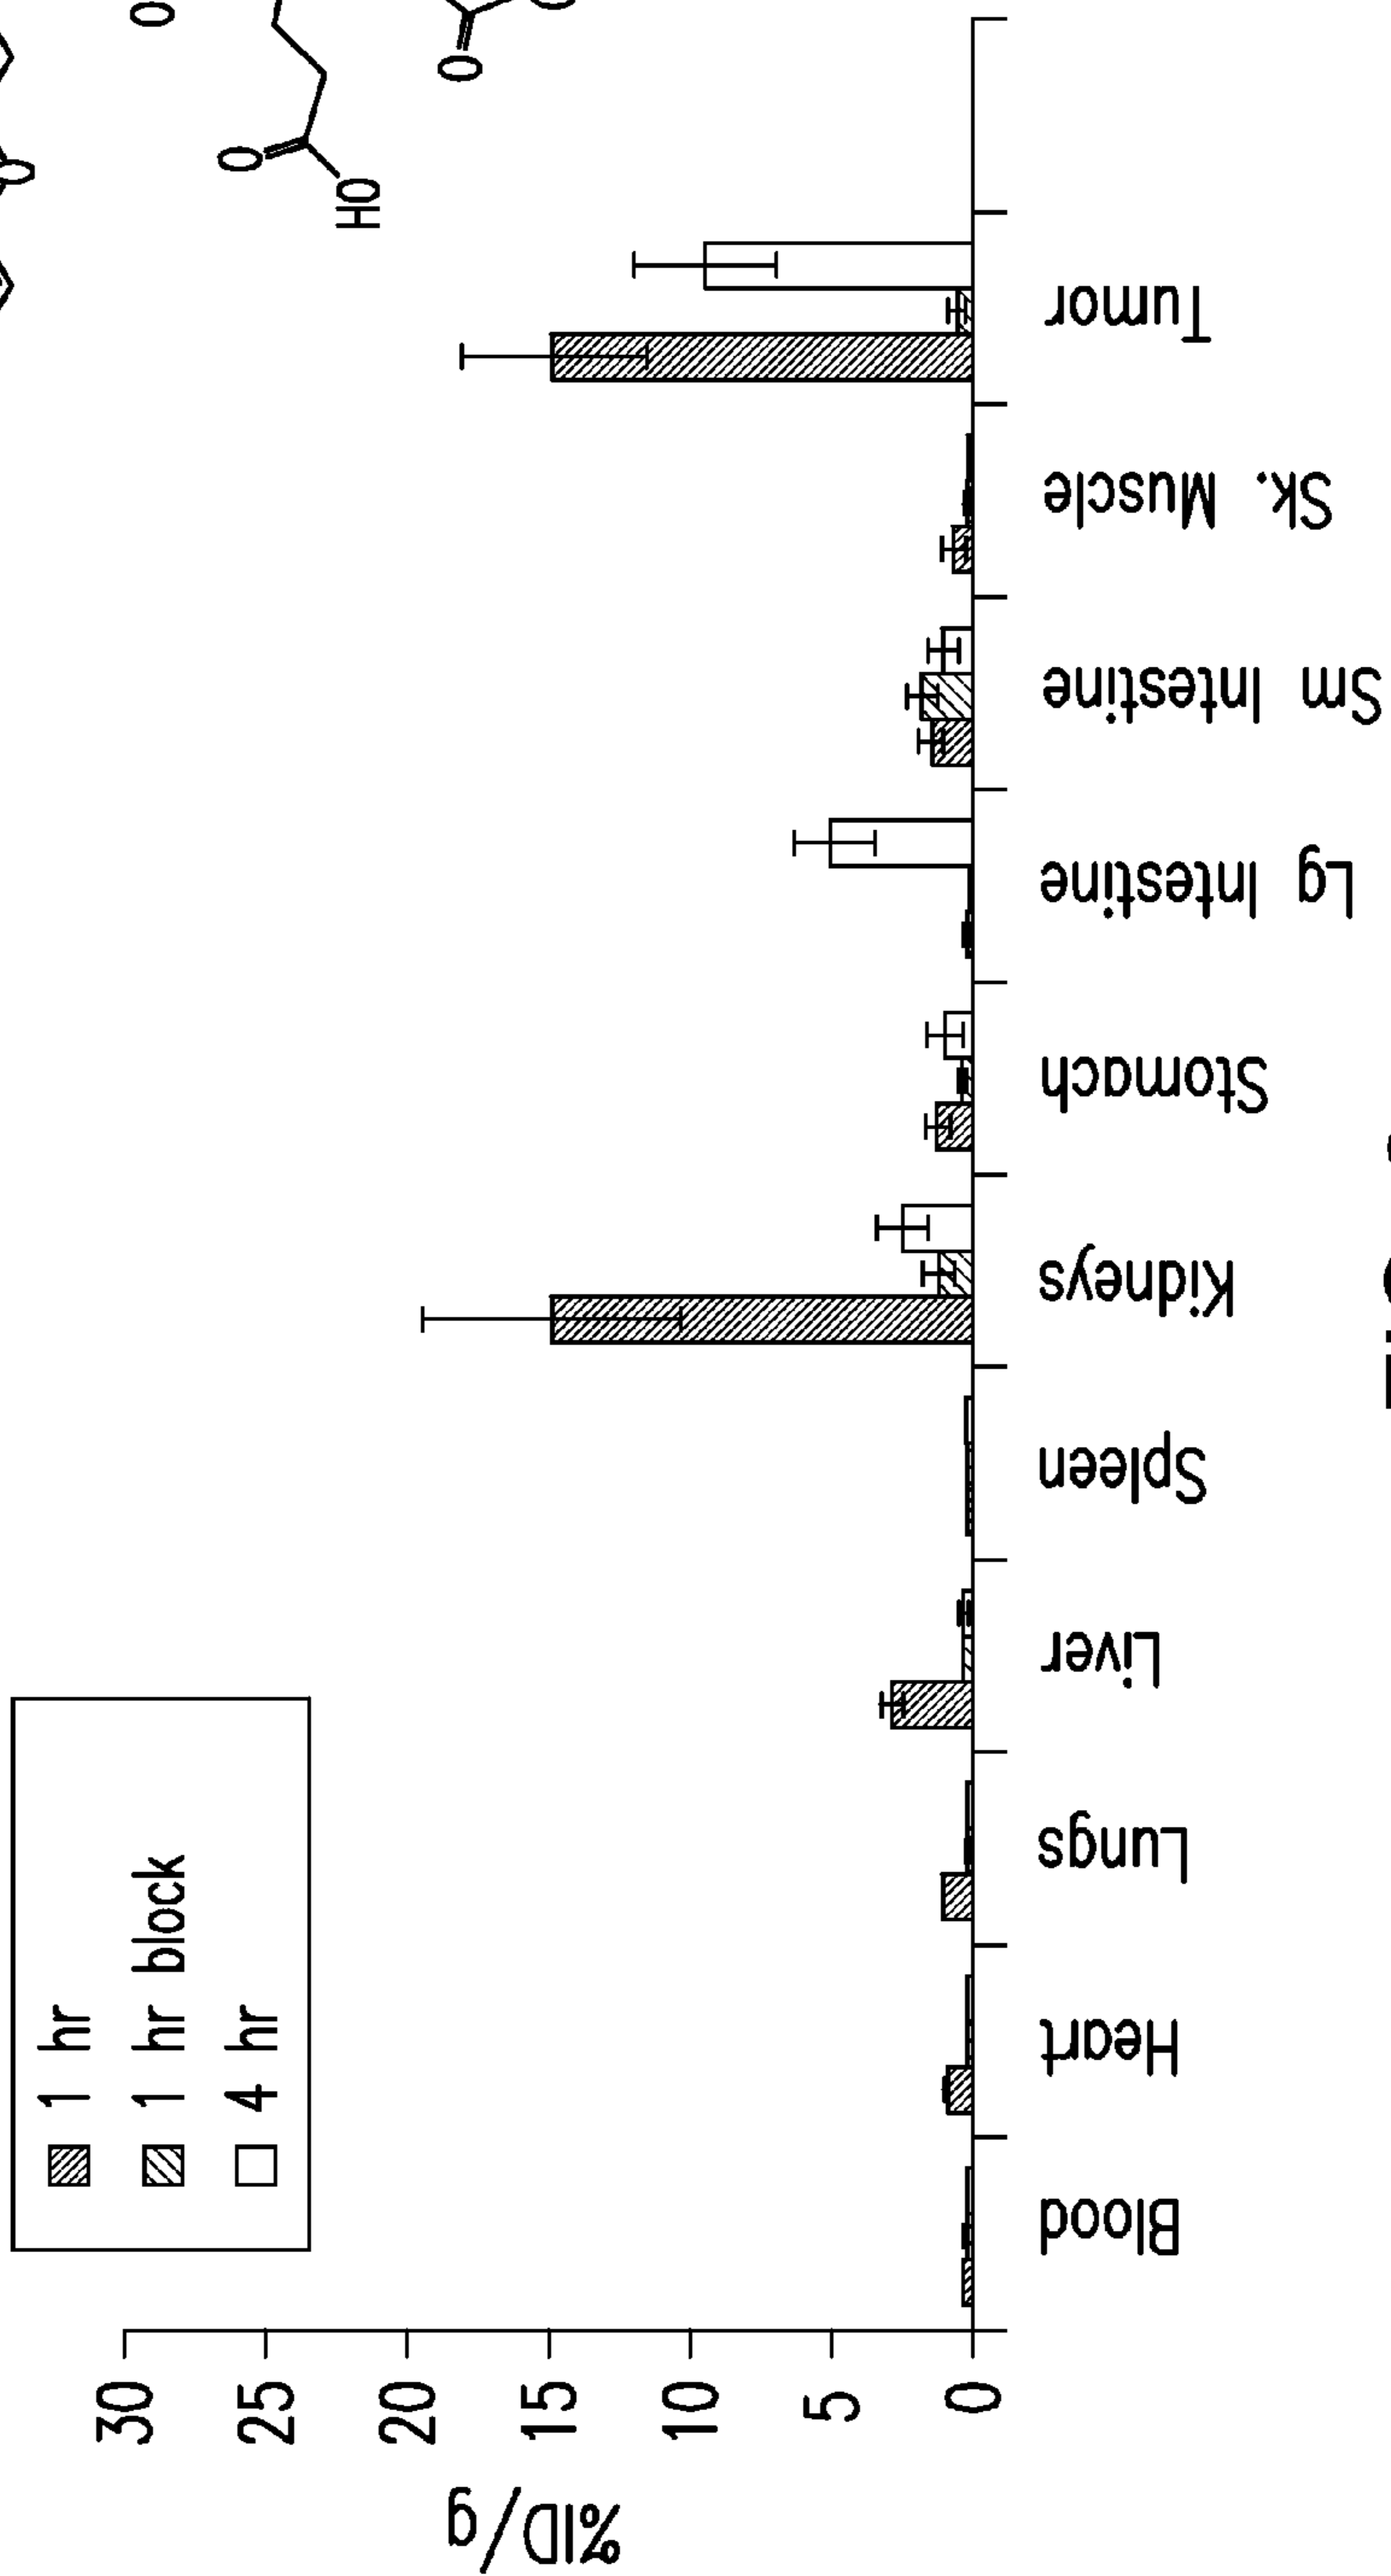 1 hr
1 hr block
4 hr
%ID/g
30
25
20
15
10
5
0
Blood
Heart
Lungs
Liver
Spleen
Kidneys
Stomach
Lg Intestine
Sm Intestine
Sk. Muscle
Tumor
O
O
HO
O
O